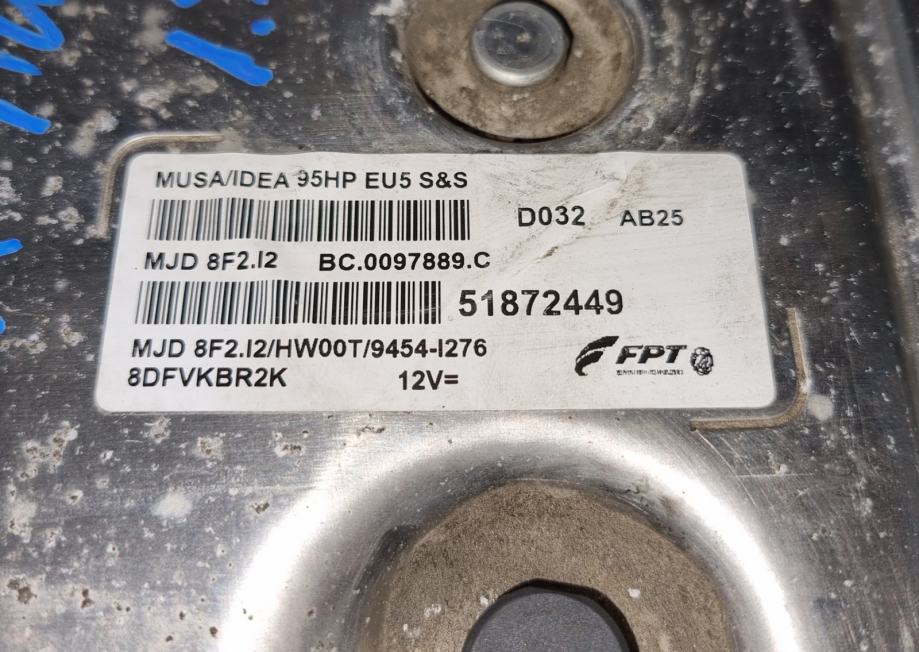 MUSA/IDEA 95HP EU5 S&S
D032 AB25
MJD 8F2.I2 BC.0097889.C
51872449
MJD 8F2.I2/HW00T/9454-I276
8DFVKBR2K 12V=
FPT